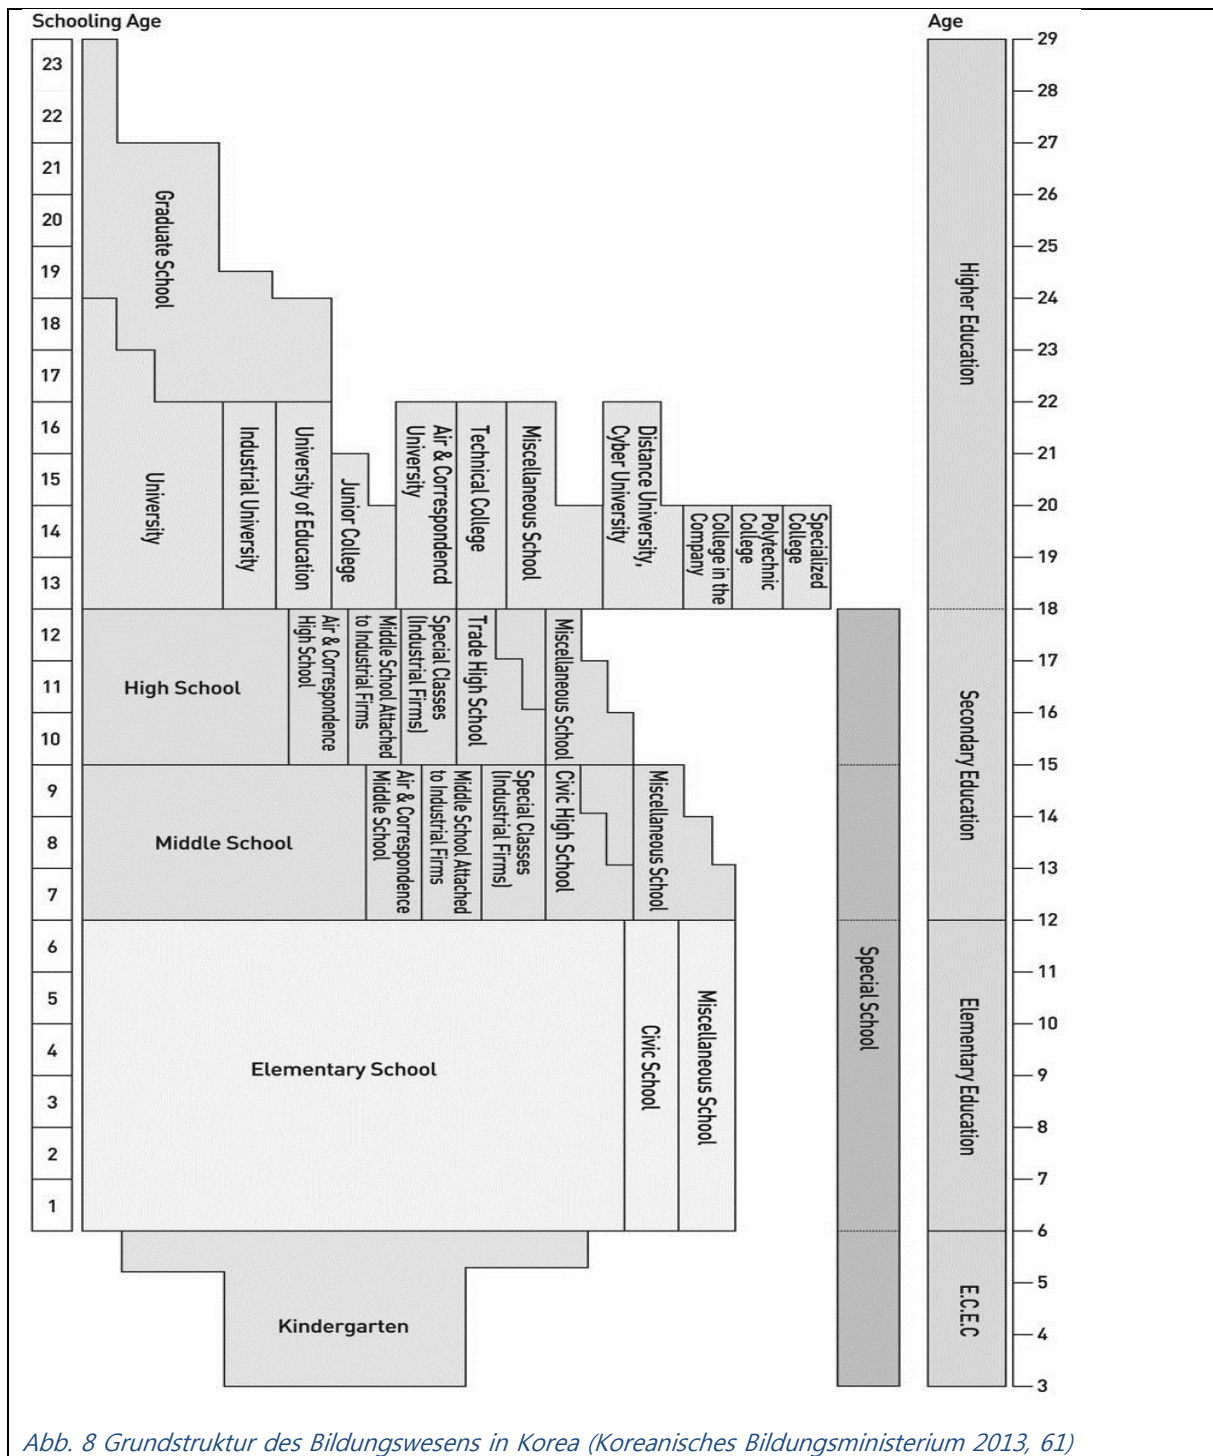 Schooling Age
Age
23
22
21
20
19
18
17
16
15
14
13
12
11
10
9
8
7
6
5
4
3
2
1
Graduate School
University
Industrial University
University of Education
Junior College
Air & Correspondencd
University
Technical College
Miscellaneous School
Distance University,
Cyber University
College in the
Company
Polytechnic
College
Specialized
College
High School
Air & Correspondence
High School
Middle School Attached
to Industrial Firms
Special Classes
(Industrial Firms)
Trade High School
Miscellaneous School
Middle School
Air & Correspondence
Middle School
Middle School Attached
to Industrial Firms
Special Classes
(Industrial Firms)
Civic High School
Miscellaneous School
Elementary School
Civic School
Miscellaneous School
Kindergarten
Special School
Higher Education
Secondary Education
Elementary Education
E.C.E.C
29
28
27
26
25
24
23
22
21
20
19
18
17
16
15
14
13
12
11
10
9
8
7
6
5
4
3
Abb. 8 Grundstruktur des Bildungswesens in Korea (Koreanisches Bildungsministerium 2013, 61)